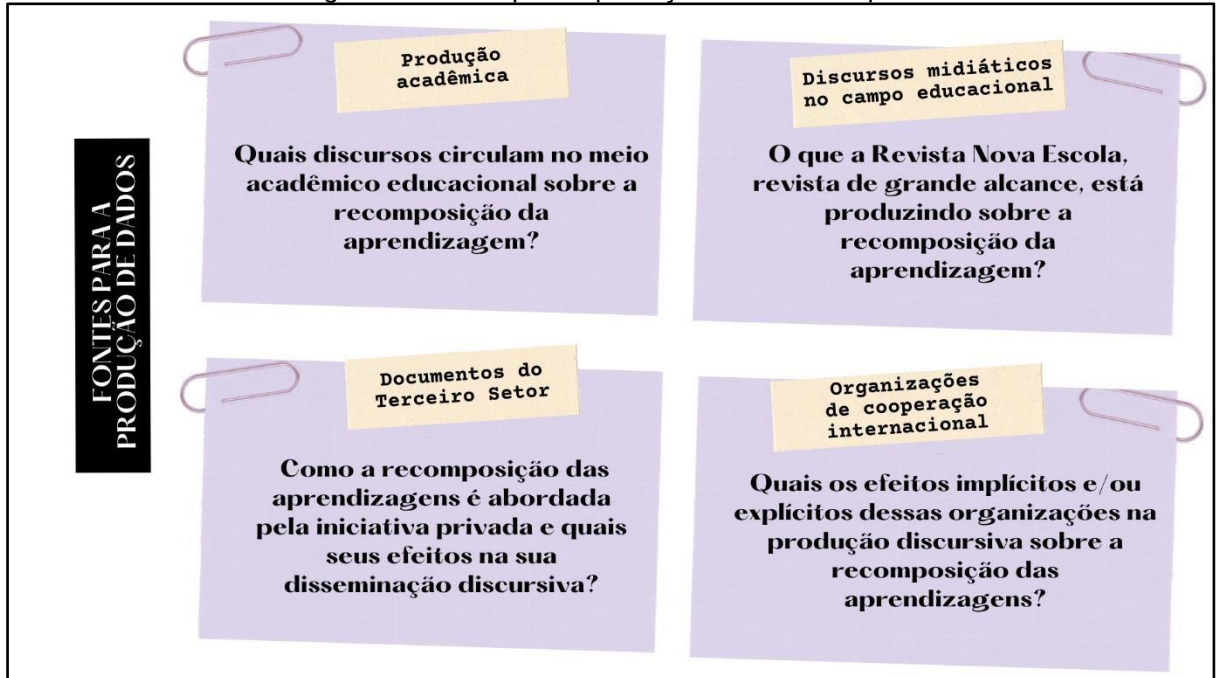 FONTES PARA A
PRODUÇÃO DE DADOS
Produção
acadêmica
Quais discursos circulam no meio
acadêmico educacional sobre a
recomposição da
aprendizagem?
Discursos midiáticos
no campo educacional
O que a Revista Nova Escola,
revista de grande alcance, está
produzindo sobre a
recomposição da
aprendizagem?
Documentos do
Terceiro Setor
Como a recomposição das
aprendizagens é abordada
pela iniciativa privada e quais
seus efeitos na sua
disseminação discursiva?
Organizações
de cooperação
internacional
Quais os efeitos implícitos e/ou
explícitos dessas organizações na
produção discursiva sobre a
recomposição das
aprendizagens?